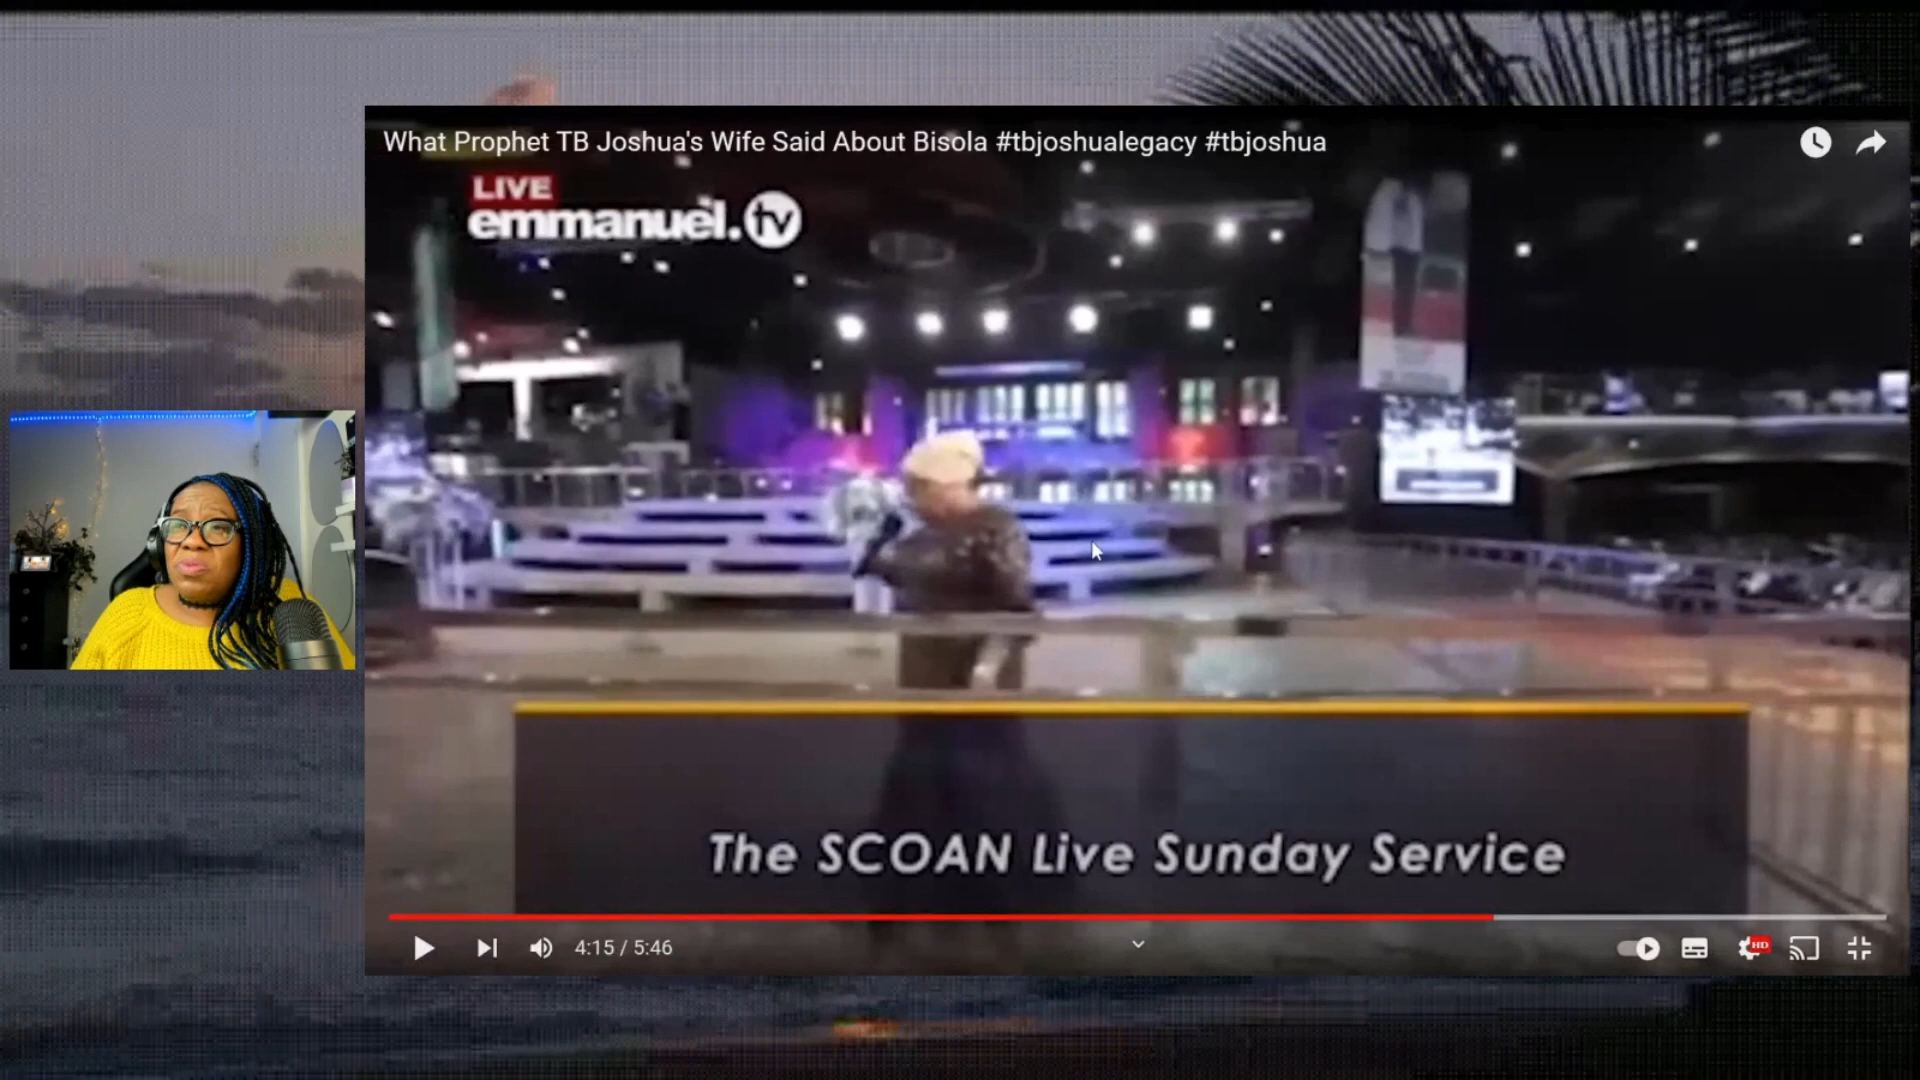 What Prophet TB Joshua's Wife Said About Bisola #tbjoshualegacy #tbjoshua
LIVE
emmanuel.tv
The SCOAN Live Sunday Service
4:15 / 5:46
HD